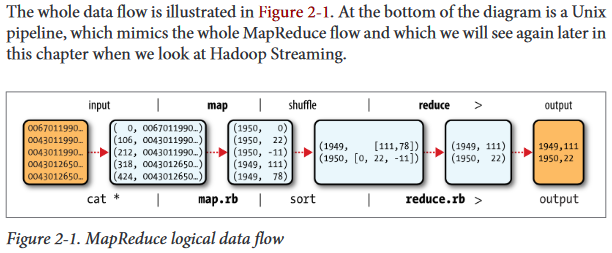 The whole data flow is illustrated in Figure 2-1. At the bottom of the diagram is a Unix
pipeline, which mimics the whole MapReduce flow and which we will see again later in
this chapter when we look at Hadoop Streaming.
input | map | shuffle | reduce > output
0067011990…
0043011990…
0043011990…
0043012650…
0043012650…
( 0, 0067011990…)
(106, 0043011990…)
(212, 0043011990…)
(318, 0043012650…)
(424, 0043012650…)
(1950, 0)
(1950, 22)
(1950, -11)
(1949, 111)
(1949, 78)
(1949, [111,78])
(1950, [0, 22, -11])
(1949, 111)
(1950, 22)
1949,111
1950,22
cat * | map.rb | sort | reduce.rb > output
Figure 2-1. MapReduce logical data flow